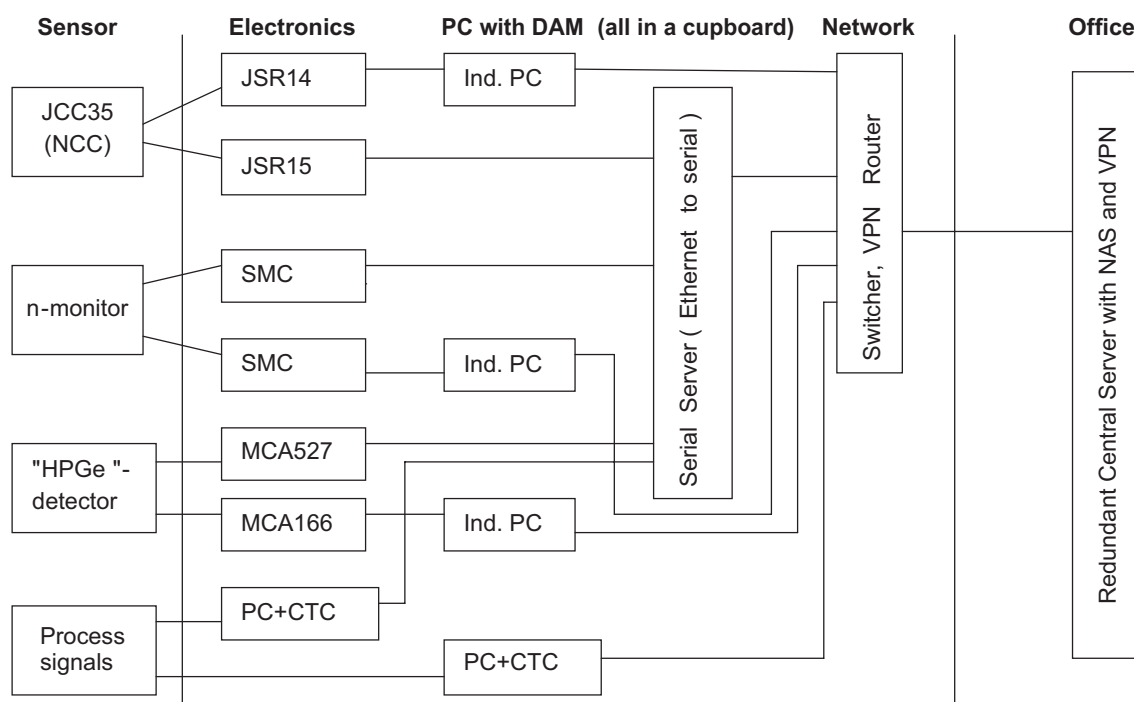 Sensor
Electronics
PC with DAM (all in a cupboard)
Network
Office
JCC35
(NCC)
JSR14
Ind. PC
JSR15
n-monitor
SMC
SMC
Ind. PC
"HPGe "-
detector
MCA527
MCA166
Ind. PC
Process
signals
PC+CTC
PC+CTC
Serial Server ( Ethernet to serial )
Switcher, VPN Router
Redundant Central Server with NAS and VPN